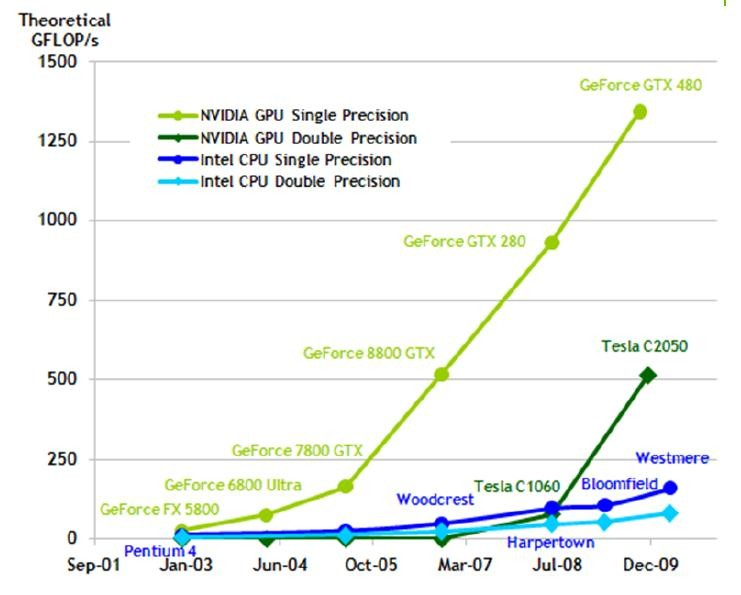 Theoretical
GFLOP/s
1500
1250
1000
750
500
250
0
NVIDIA GPU Single Precision
NVIDIA GPU Double Precision
Intel CPU Single Precision
Intel CPU Double Precision
GeForce GTX 480
GeForce GTX 280
GeForce 8800 GTX
Tesla C2050
GeForce 7800 GTX
Westmere
GeForce 6800 Ultra
Tesla C1060
Bloomfield
Woodcrest
GeForce FX 5800
Harpertown
Pentium 4
Sep-01 Jan-03 Jun-04 Oct-05 Mar-07 Jul-08 Dec-09